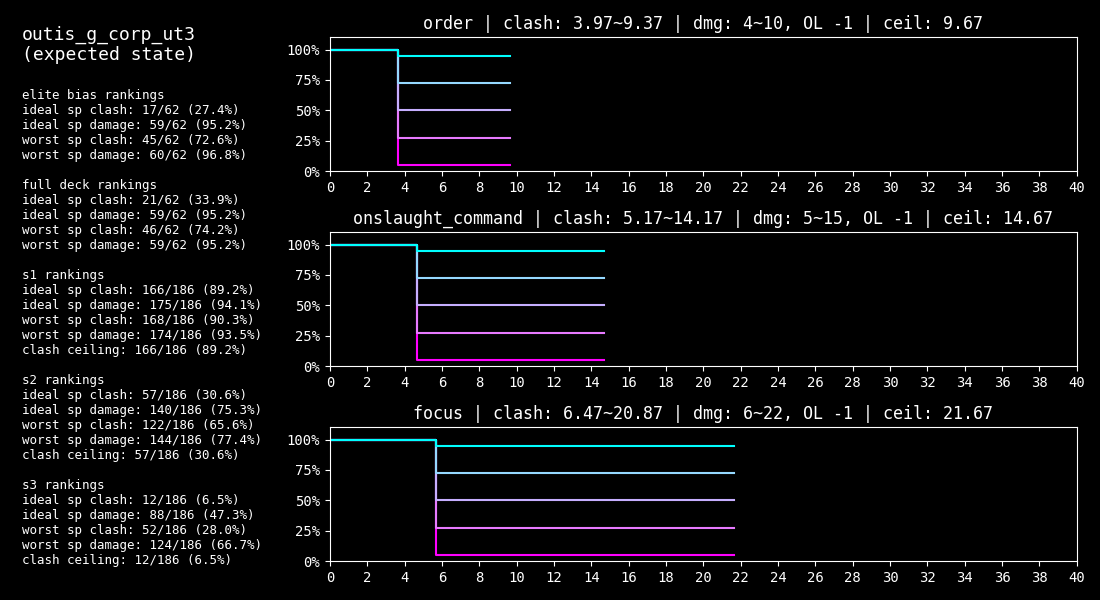 outis_g_corp_ut3
(expected state)
elite bias rankings
ideal sp clash: 17/62 (27.4%)
ideal sp damage: 59/62 (95.2%)
worst sp clash: 45/62 (72.6%)
worst sp damage: 60/62 (96.8%)
full deck rankings
ideal sp clash: 21/62 (33.9%)
ideal sp damage: 59/62 (95.2%)
worst sp clash: 46/62 (74.2%)
worst sp damage: 59/62 (95.2%)
s1 rankings
ideal sp clash: 166/186 (89.2%)
ideal sp damage: 175/186 (94.1%)
worst sp clash: 168/186 (90.3%)
worst sp damage: 174/186 (93.5%)
clash ceiling: 166/186 (89.2%)
s2 rankings
ideal sp clash: 57/186 (30.6%)
ideal sp damage: 140/186 (75.3%)
worst sp clash: 122/186 (65.6%)
worst sp damage: 144/186 (77.4%)
clash ceiling: 57/186 (30.6%)
s3 rankings
ideal sp clash: 12/186 (6.5%)
ideal sp damage: 88/186 (47.3%)
worst sp clash: 52/186 (28.0%)
worst sp damage: 124/186 (66.7%)
clash ceiling: 12/186 (6.5%)
order | clash: 3.97~9.37 | dmg: 4~10, OL -1 | ceil: 9.67
100%
75%
50%
25%
0%
0 2 4 6 8 10 12 14 16 18 20 22 24 26 28 30 32 34 36 38 40
onslaught_command | clash: 5.17~14.17 | dmg: 5~15, OL -1 | ceil: 14.67
100%
75%
50%
25%
0%
0 2 4 6 8 10 12 14 16 18 20 22 24 26 28 30 32 34 36 38 40
focus | clash: 6.47~20.87 | dmg: 6~22, OL -1 | ceil: 21.67
100%
75%
50%
25%
0%
0 2 4 6 8 10 12 14 16 18 20 22 24 26 28 30 32 34 36 38 40